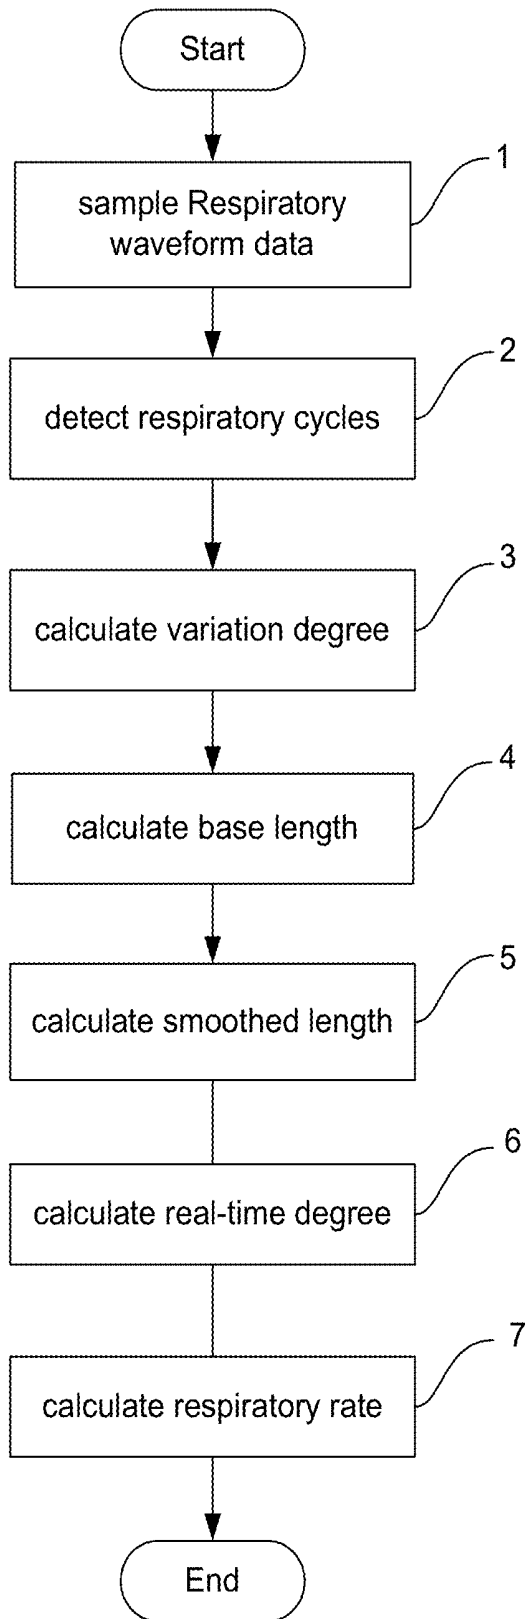 Start
1
sample Respiratory
waveform data
2
detect respiratory cycles
3
calculate variation degree
4
calculate base length
5
calculate smoothed length
6
calculate real-time degree
7
calculate respiratory rate
End